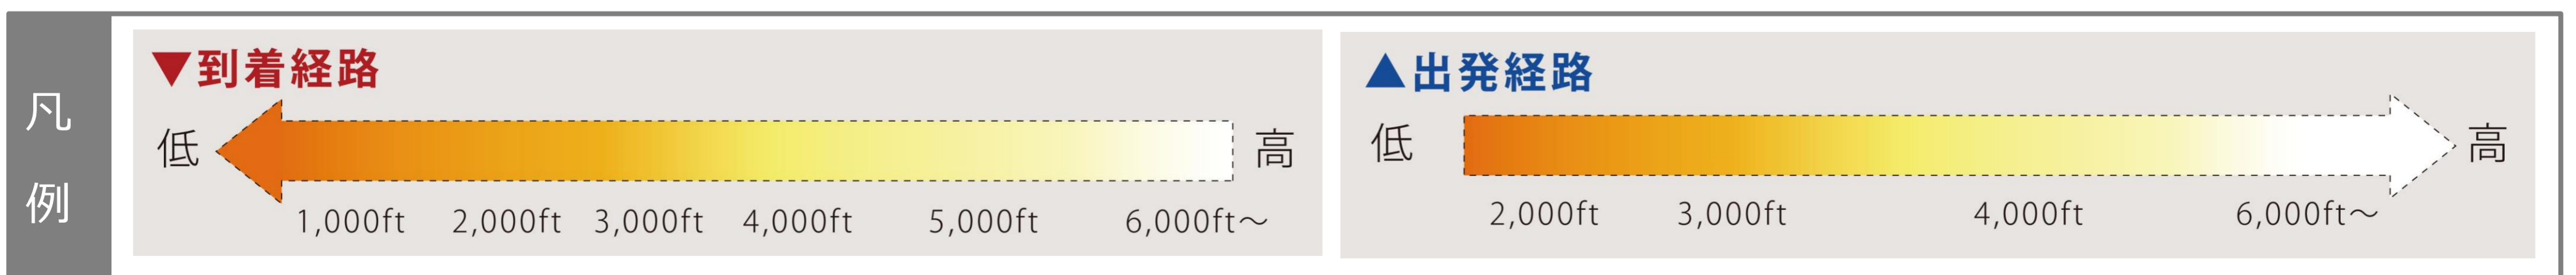 凡例
▼到着経路
低
高
1,000ft 2,000ft 3,000ft 4,000ft 5,000ft 6,000ft～
▲出発経路
低
高
2,000ft 3,000ft 4,000ft 6,000ft～